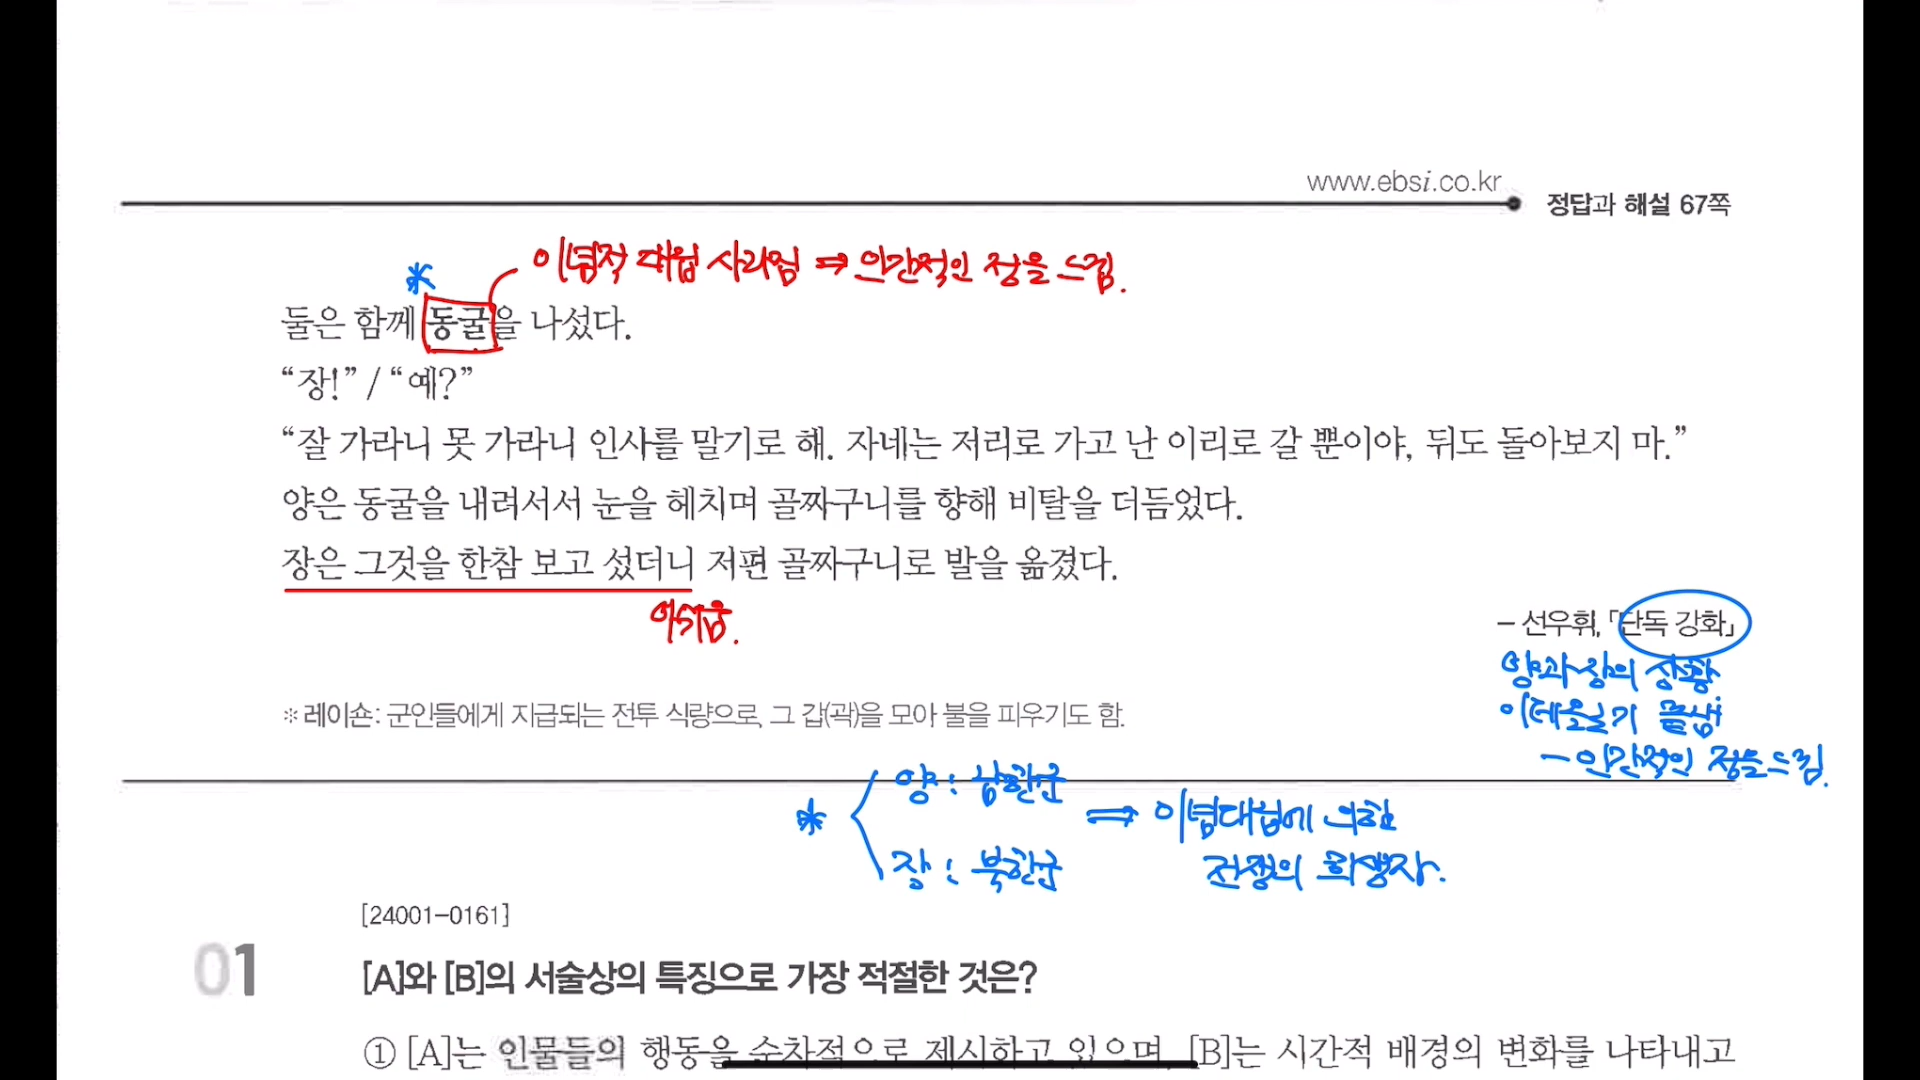 www.ebsi.co.kr
정답과 해설 67쪽
이념적 대립 사라짐 ⇒ 인간적인 정을 느낌.
*
둘은 함께 동굴을 나섰다.
“장!” / “예?”
“잘 가라니 못 가라니 인사를 말기로 해. 자네는 저리로 가고 난 이리로 갈 뿐이야, 뒤도 돌아보지 마.”
양은 동굴을 내려서서 눈을 헤치며 골짜구니를 향해 비탈을 더듬었다.
장은 그것을 한참 보고 섰더니 저편 골짜구니로 발을 옮겼다.
아쉬움.
– 선우휘, 「단독 강화」
양과 장의 상황
이데올로기
– 인간적인 정을 느낌.
※ 레이숀: 군인들에게 지급되는 전투 식량으로, 그 갑(곽)을 모아 불을 피우기도 함.
* 양 : 남한군
장 : 북한군
⇒ 이념대립에 의한
전쟁의 희생자.
[24001-0161]
01
[A]와 [B]의 서술상의 특징으로 가장 적절한 것은?
① [A]는 인물들의 행동을 순차적으로 제시하고 있으며, [B]는 시간적 배경의 변화를 나타내고